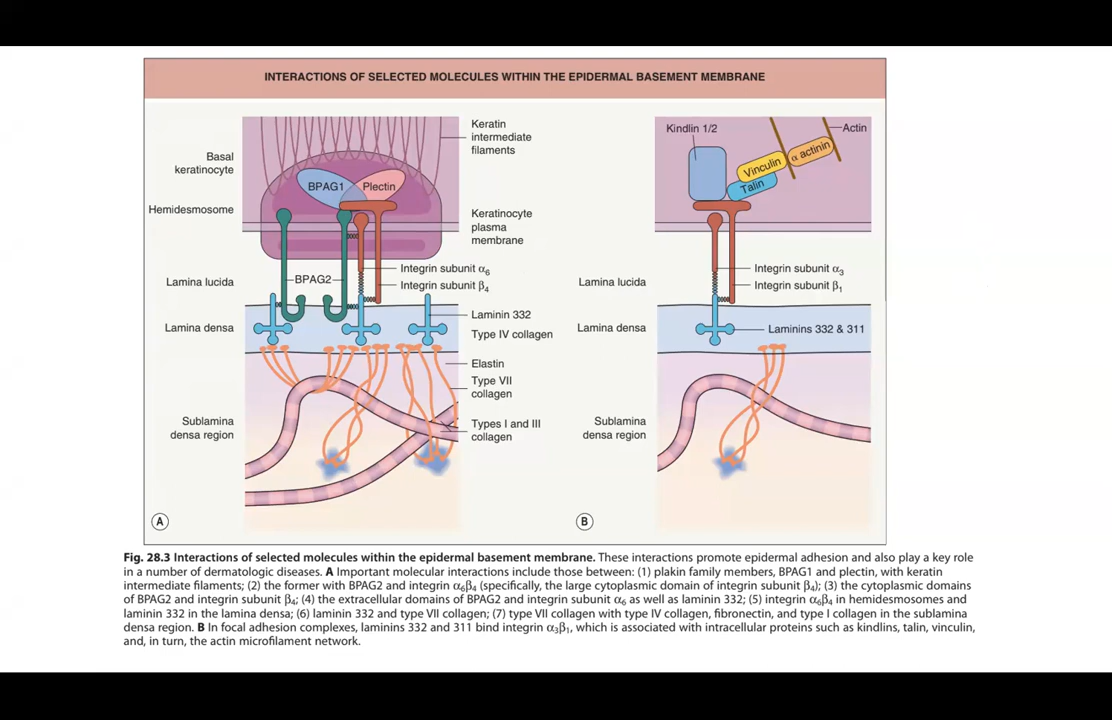 INTERACTIONS OF SELECTED MOLECULES WITHIN THE EPIDERMAL BASEMENT MEMBRANE
Basal
keratinocyte
Hemidesmosome
Lamina lucida
Lamina densa
Sublamina
densa region
BPAG1
Plectin
BPAG2
Keratin
intermediate
filaments
Keratinocyte
plasma
membrane
Integrin subunit α6
Integrin subunit β4
Laminin 332
Type IV collagen
Elastin
Type VII
collagen
Types I and III
collagen
A
Kindlin 1/2
Actin
Vinculin
α actinin
Talin
Integrin subunit α3
Integrin subunit β1
Lamina lucida
Lamina densa
Laminins 332 & 311
Sublamina
densa region
B
Fig. 28.3 Interactions of selected molecules within the epidermal basement membrane. These interactions promote epidermal adhesion and also play a key role
in a number of dermatologic diseases. A Important molecular interactions include those between: (1) plakin family members, BPAG1 and plectin, with keratin
intermediate filaments; (2) the former with BPAG2 and integrin α6β4 (specifically, the large cytoplasmic domain of integrin subunit β4); (3) the cytoplasmic domains
of BPAG2 and integrin subunit β4; (4) the extracellular domains of BPAG2 and integrin subunit α6 as well as laminin 332; (5) integrin α6β4 in hemidesmosomes and
laminin 332 in the lamina densa; (6) laminin 332 and type VII collagen; (7) type VII collagen with type IV collagen, fibronectin, and type I collagen in the sublamina
densa region. B In focal adhesion complexes, laminins 332 and 311 bind integrin α3β1, which is associated with intracellular proteins such as kindlins, talin, vinculin,
and, in turn, the actin microfilament network.